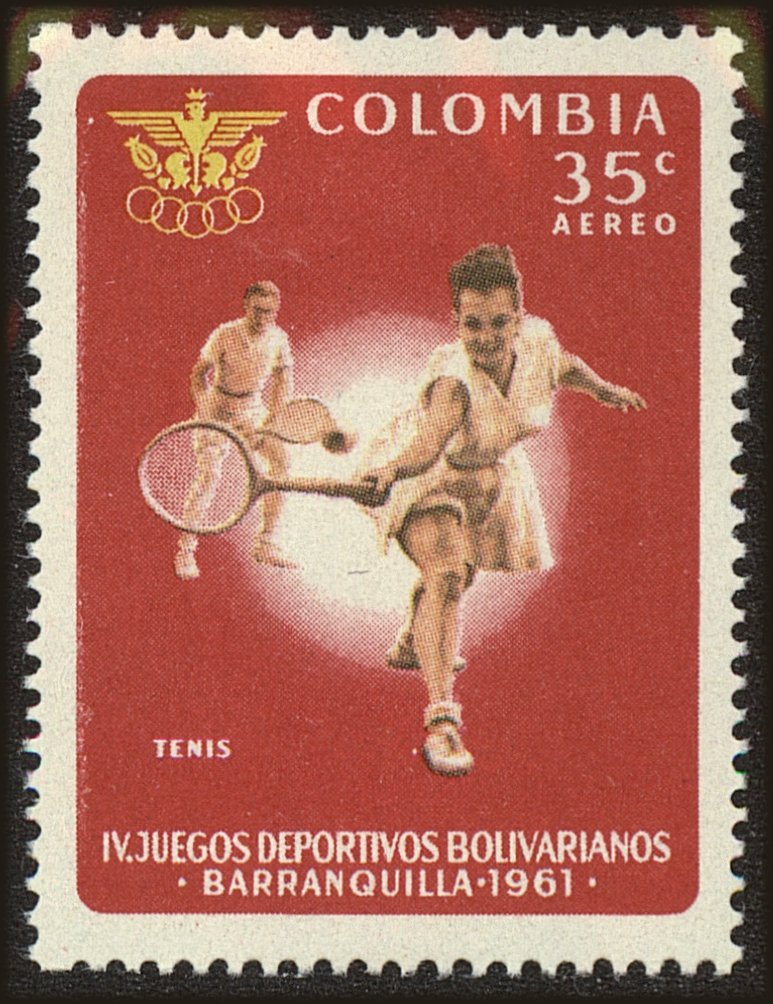 COLOMBIA
35c
AEREO
TENIS
IV.JUEGOS DEPORTIVOS BOLIVARIANOS
· BARRANQUILLA·1961 ·